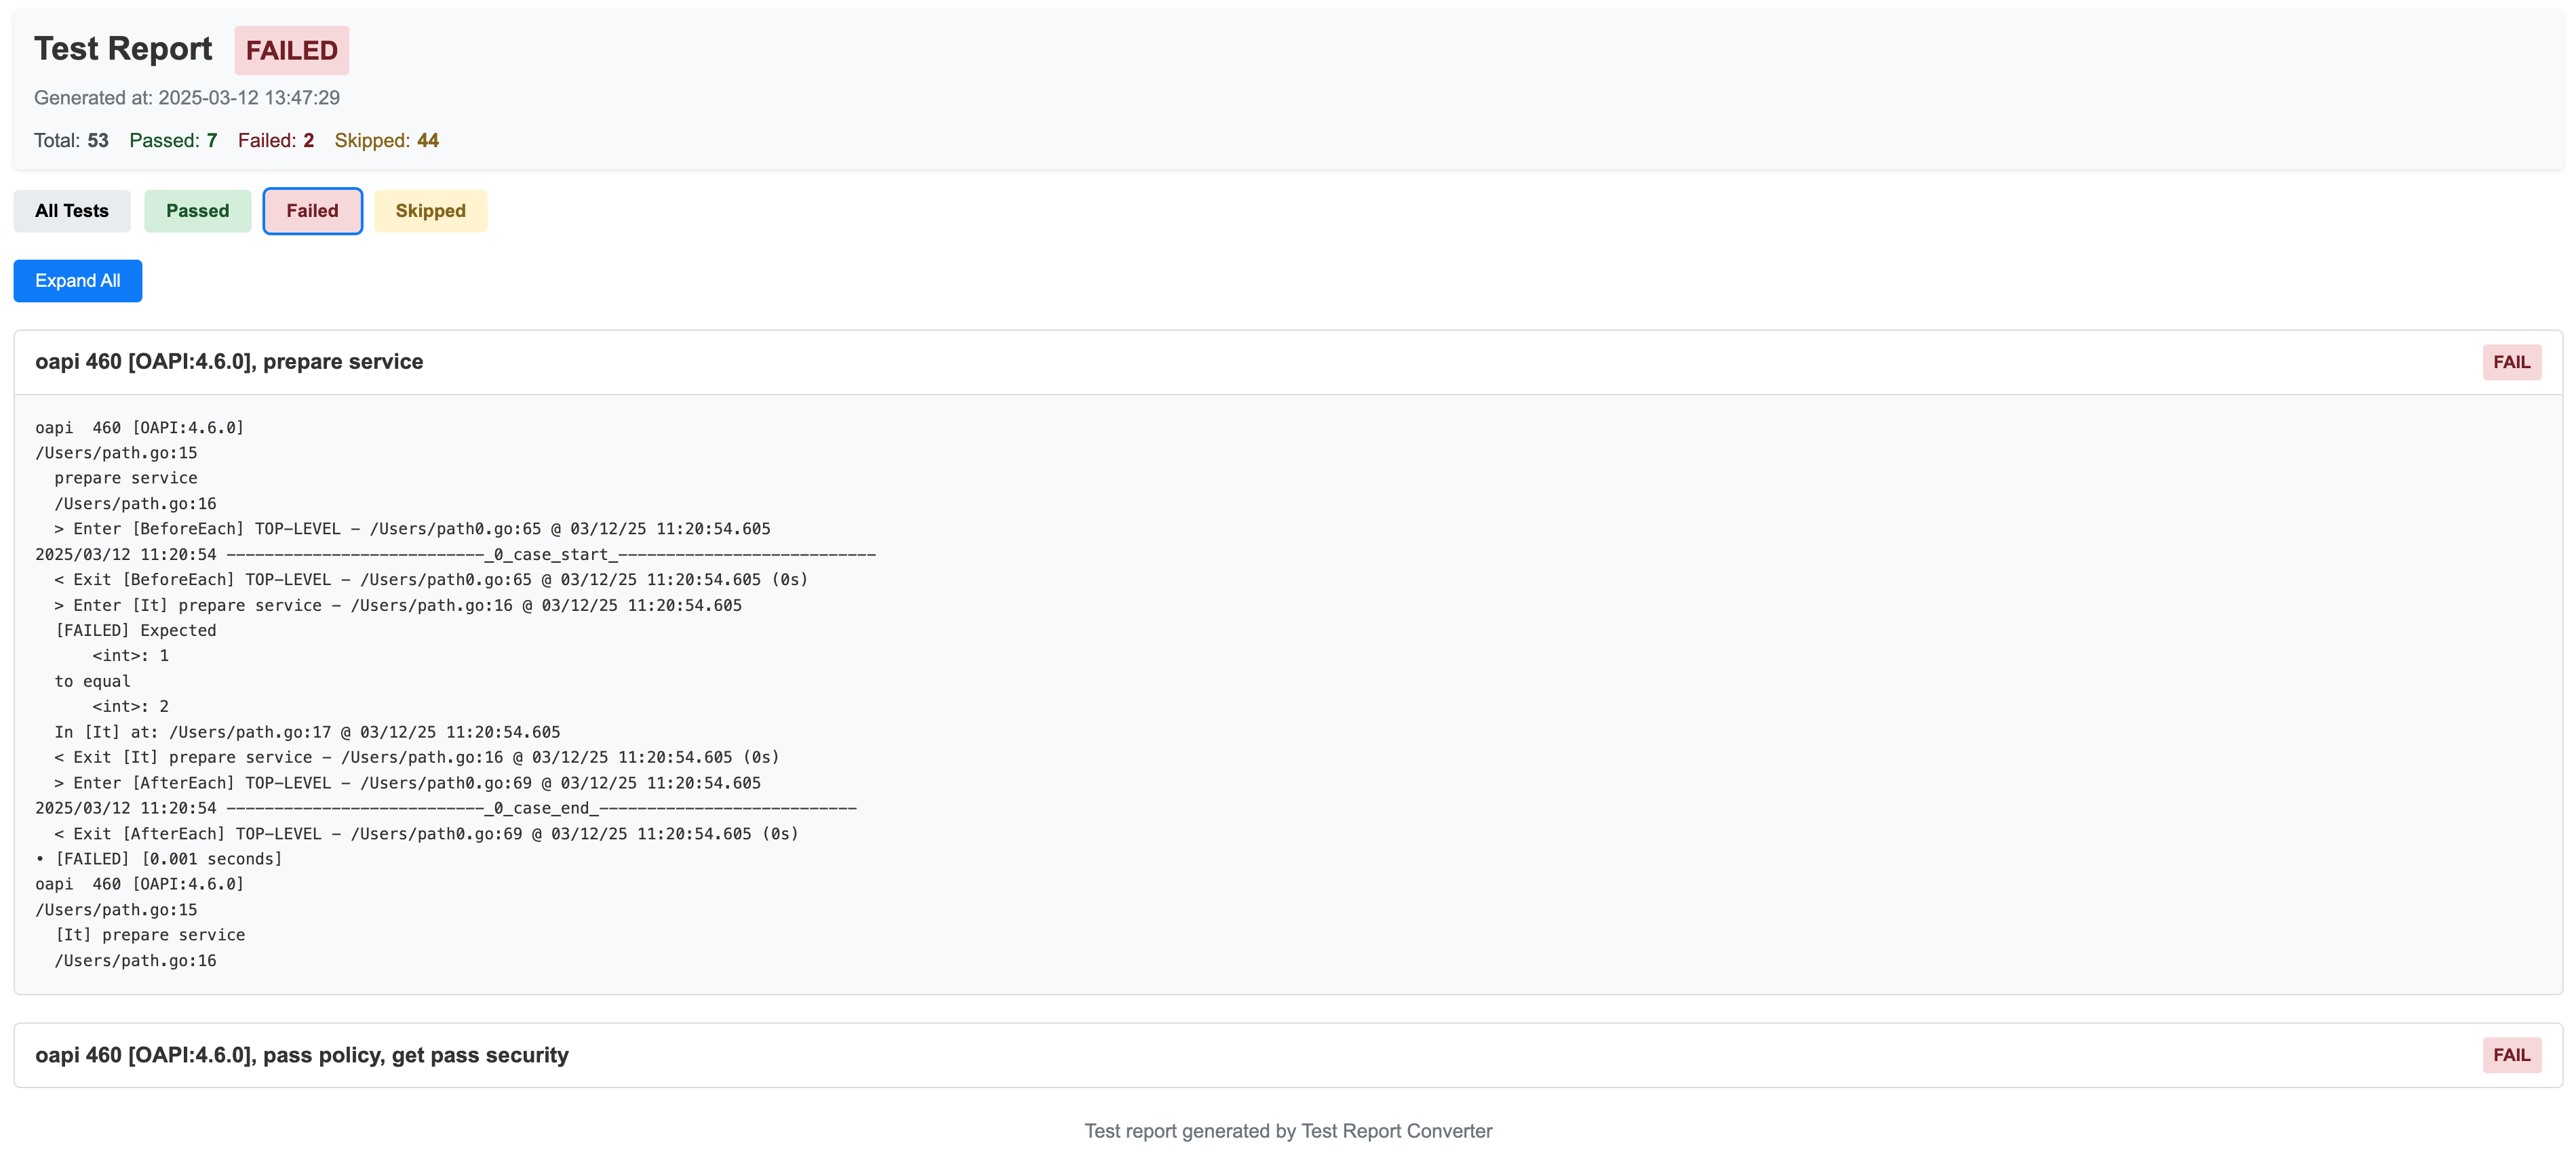 Test Report FAILED
Generated at: 2025-03-12 13:47:29
Total: 53 Passed: 7 Failed: 2 Skipped: 44
All Tests Passed Failed Skipped
Expand All
oapi 460 [OAPI:4.6.0], prepare service FAIL
oapi  460 [OAPI:4.6.0]
/Users/path.go:15
  prepare service
  /Users/path.go:16
  > Enter [BeforeEach] TOP-LEVEL - /Users/path0.go:65 @ 03/12/25 11:20:54.605
2025/03/12 11:20:54 ---------------------------_0_case_start_---------------------------
  < Exit [BeforeEach] TOP-LEVEL - /Users/path0.go:65 @ 03/12/25 11:20:54.605 (0s)
  > Enter [It] prepare service - /Users/path.go:16 @ 03/12/25 11:20:54.605
  [FAILED] Expected
      <int>: 1
  to equal
      <int>: 2
  In [It] at: /Users/path.go:17 @ 03/12/25 11:20:54.605
  < Exit [It] prepare service - /Users/path.go:16 @ 03/12/25 11:20:54.605 (0s)
  > Enter [AfterEach] TOP-LEVEL - /Users/path0.go:69 @ 03/12/25 11:20:54.605
2025/03/12 11:20:54 ---------------------------_0_case_end_---------------------------
  < Exit [AfterEach] TOP-LEVEL - /Users/path0.go:69 @ 03/12/25 11:20:54.605 (0s)
• [FAILED] [0.001 seconds]
oapi  460 [OAPI:4.6.0]
/Users/path.go:15
  [It] prepare service
  /Users/path.go:16
oapi 460 [OAPI:4.6.0], pass policy, get pass security FAIL
Test report generated by Test Report Converter